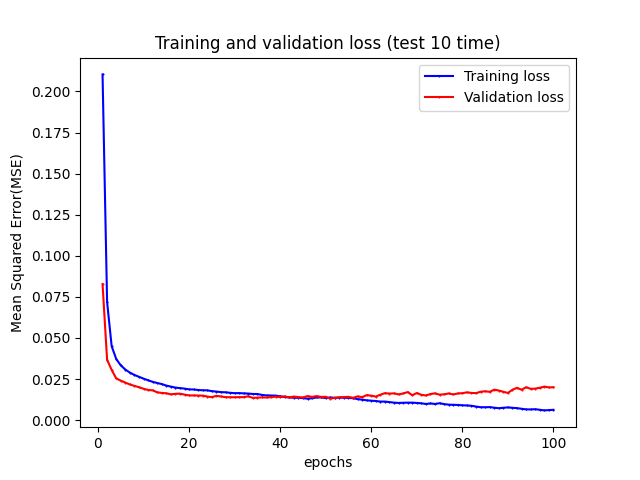 Training and validation loss (test 10 time)
Training loss
Validation loss
Mean Squared Error(MSE)
0.200
0.175
0.150
0.125
0.100
0.075
0.050
0.025
0.000
0 20 40 60 80 100
epochs